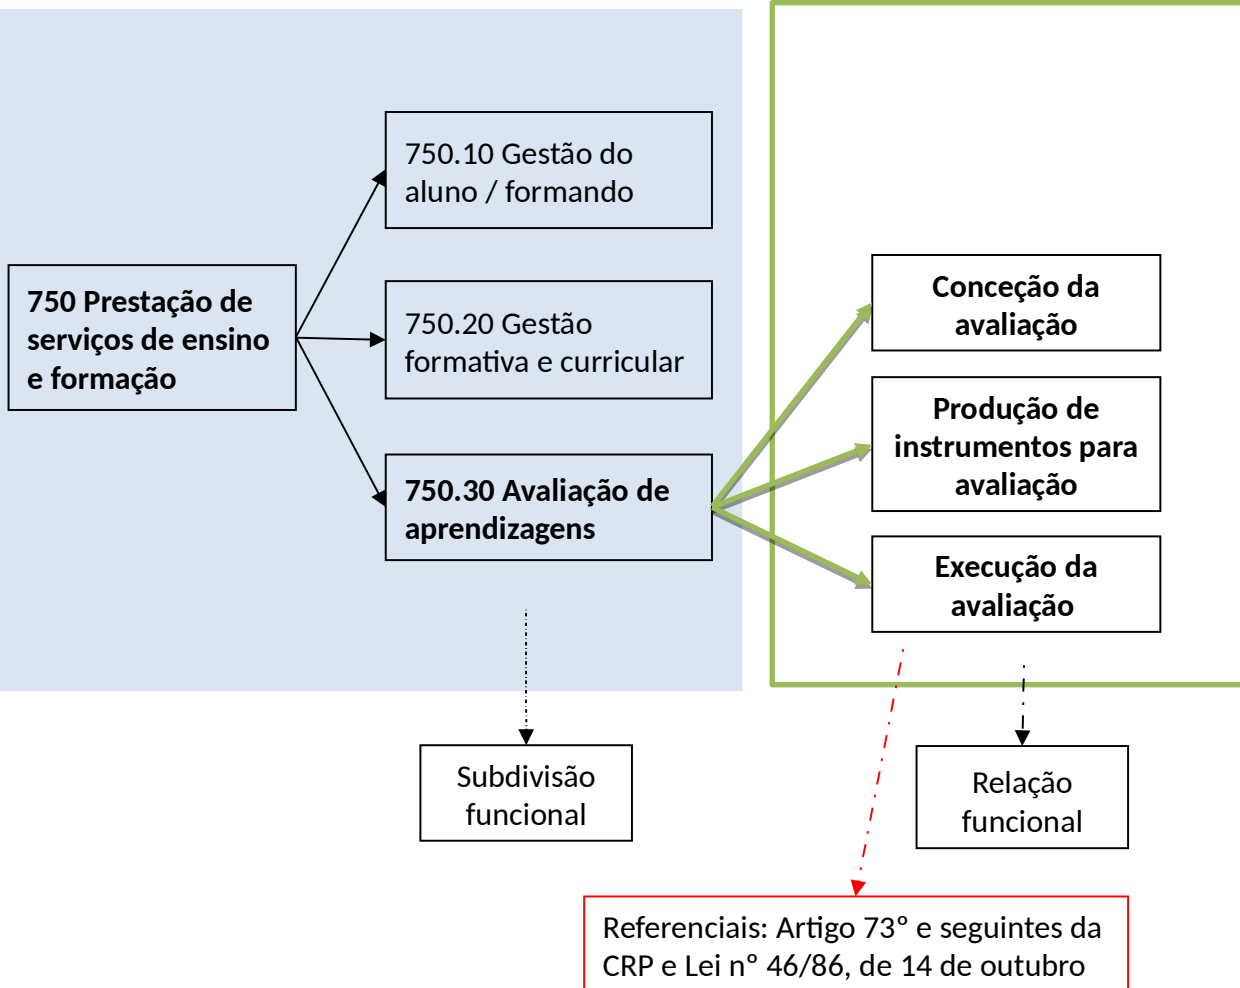 750 Prestação de
serviços de ensino
e formação
750.10 Gestão do
aluno / formando
750.20 Gestão
formativa e curricular
750.30 Avaliação de
aprendizagens
Conceção da
avaliação
Produção de
instrumentos para
avaliação
Execução da
avaliação
Subdivisão
funcional
Relação
funcional
Referenciais: Artigo 73º e seguintes da
CRP e Lei nº 46/86, de 14 de outubro